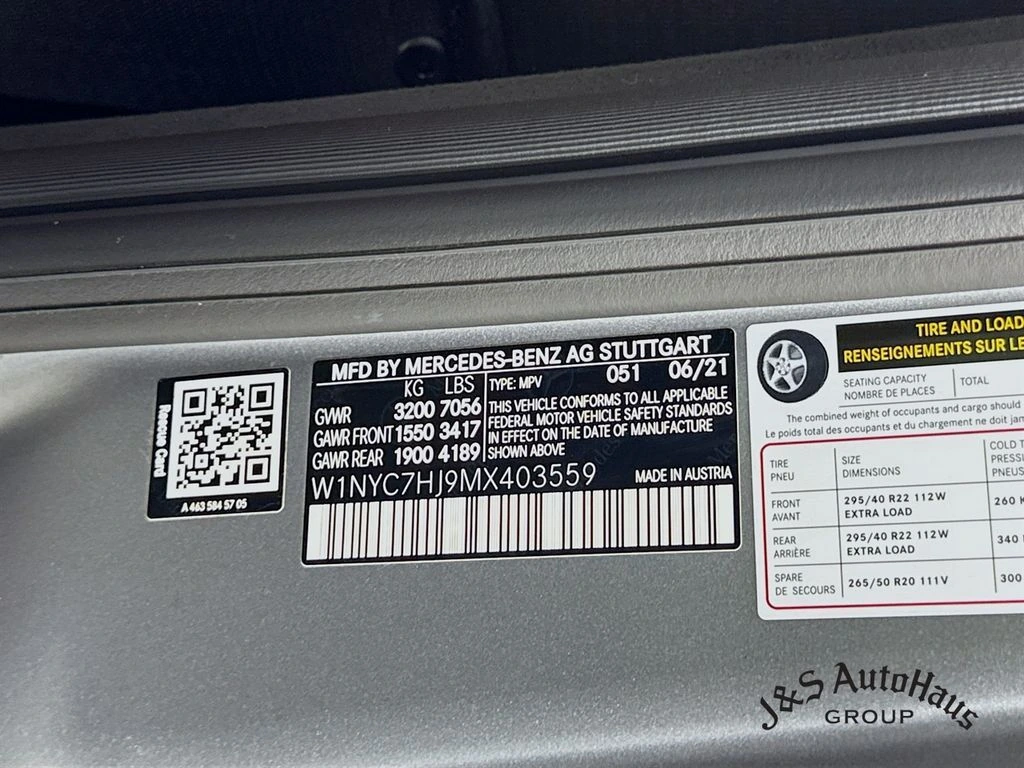 Rescue Card
A 463 584 57 05
MFD BY MERCEDES-BENZ AG STUTTGART
KG LBS
GVWR 3200 7056
GAWR FRONT 1550 3417
GAWR REAR 1900 4189
TYPE: MPV 051 06/21
THIS VEHICLE CONFORMS TO ALL APPLICABLE
FEDERAL MOTOR VEHICLE SAFETY STANDARDS
IN EFFECT ON THE DATE OF MANUFACTURE
SHOWN ABOVE
W1NYC7HJ9MX403559
MADE IN AUSTRIA
TIRE AND LOAD
RENSEIGNEMENTS SUR LE
SEATING CAPACITY
NOMBRE DE PLACES
TOTAL
The combined weight of occupants and cargo should
Le poids total des occupants et du chargement ne doit jam
TIRE
PNEU
SIZE
DIMENSIONS
COLD T
PRESS
PNEUS
FRONT
AVANT
295/40 R22 112W
EXTRA LOAD
260 K
REAR
ARRIÈRE
295/40 R22 112W
EXTRA LOAD
340
SPARE
DE SECOURS
265/50 R20 111V
300
J&S AutoHaus
GROUP